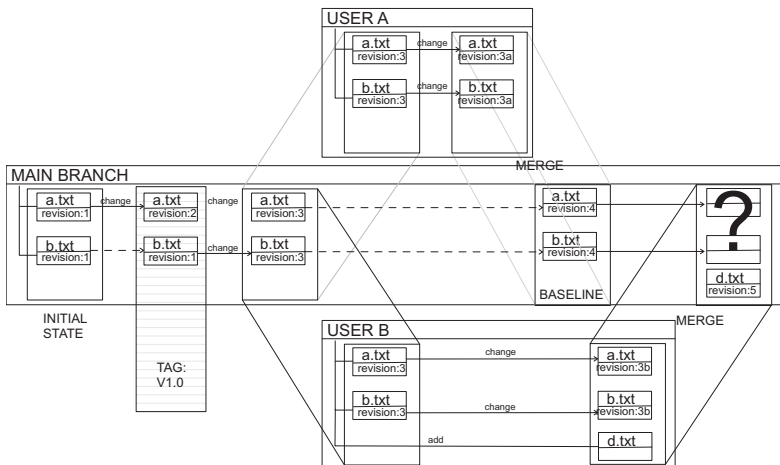 USER A
a.txt
revision:3
change
a.txt
revision:3a
b.txt
revision:3
change
b.txt
revision:3a
MERGE
MAIN BRANCH
a.txt
revision:1
change
a.txt
revision:2
change
a.txt
revision:3
a.txt
revision:4
?
b.txt
revision:1
b.txt
revision:1
change
b.txt
revision:3
b.txt
revision:4
d.txt
revision:5
BASELINE
INITIAL
STATE
TAG:
V1.0
MERGE
USER B
a.txt
revision:3
change
a.txt
revision:3b
b.txt
revision:3
change
b.txt
revision:3b
add
d.txt